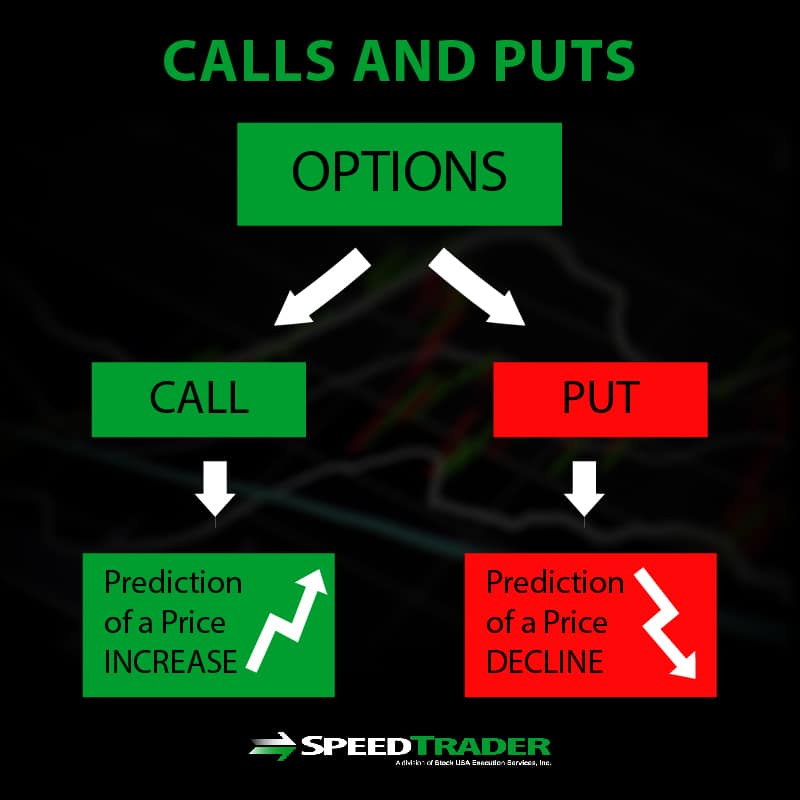 CALLS AND PUTS
OPTIONS
CALL
PUT
Prediction
of a Price
INCREASE
Prediction
of a Price
DECLINE
SPEEDTRADER
A division of Stock USA Execution Services, Inc.